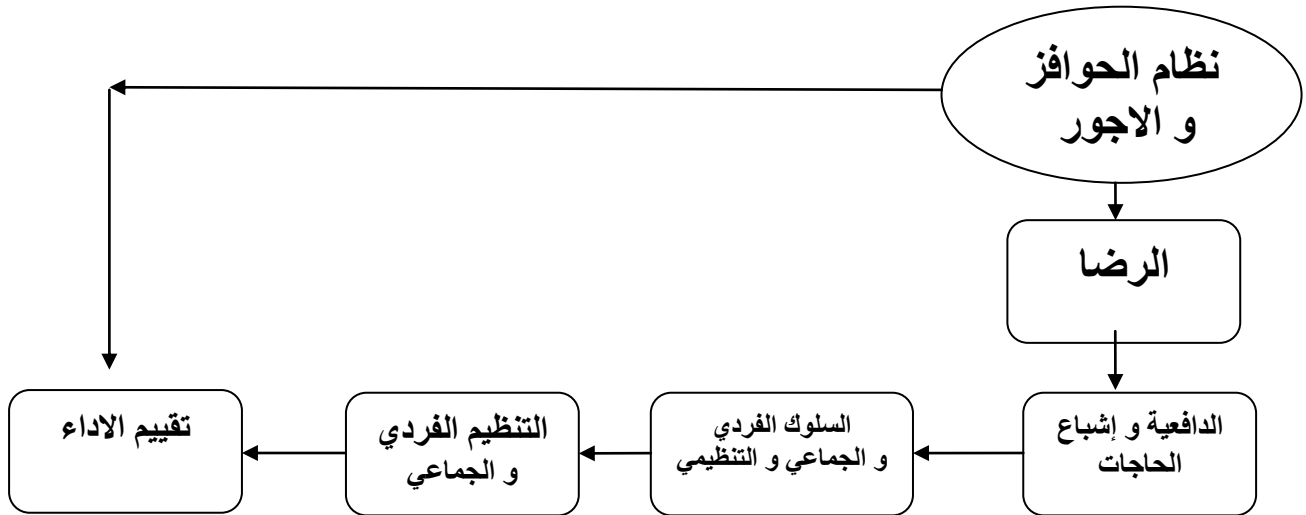 نظام الحوافز
و الاجور
الرضا
الدافعية و إشباع
الحاجات
السلوك الفردي
و الجماعي و التنظيمي
التنظيم الفردي
و الجماعي
تقييم الاداء